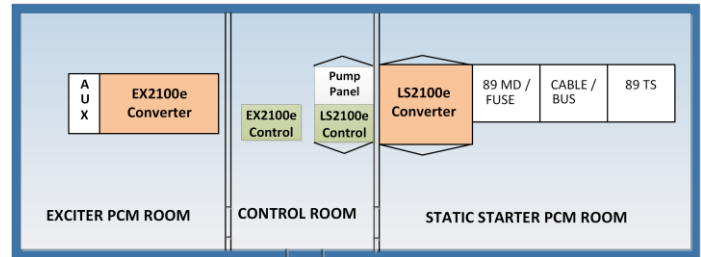 A
U
X
EX2100e
Converter
EX2100e
Control
Pump
Panel
LS2100e
Control
LS2100e
Converter
89 MD /
FUSE
CABLE /
BUS
89 TS
EXCITER PCM ROOM
CONTROL ROOM
STATIC STARTER PCM ROOM